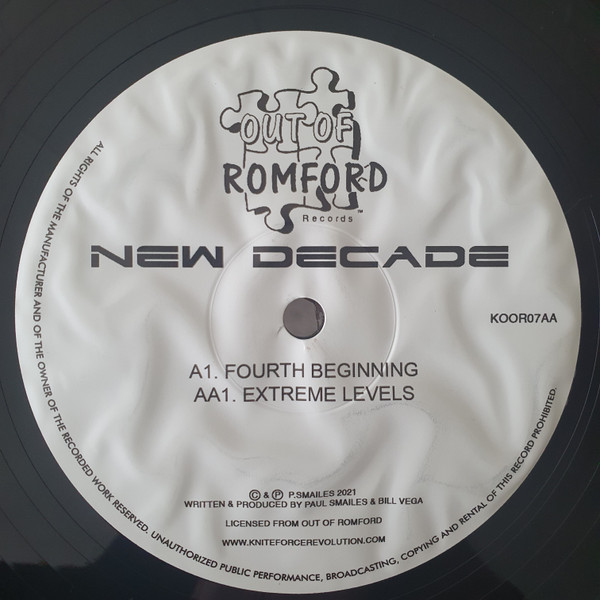 OUT OF
ROMFORD
Records ™
NEW DECADE
KOOR07AA
A1. FOURTH BEGINNING
AA1. EXTREME LEVELS
© & ℗ P.SMAILES 2021
WRITTEN & PRODUCED BY PAUL SMAILES & BILL VEGA
LICENSED FROM OUT OF ROMFORD
WWW.KNITEFORCEREVOLUTION.COM
ALL RIGHTS OF THE MANUFACTURER AND OF THE OWNER OF THE RECORDED WORK RESERVED. UNAUTHORIZED PUBLIC PERFORMANCE, BROADCASTING, COPYING AND RENTAL OF THIS RECORD PROHIBITED.